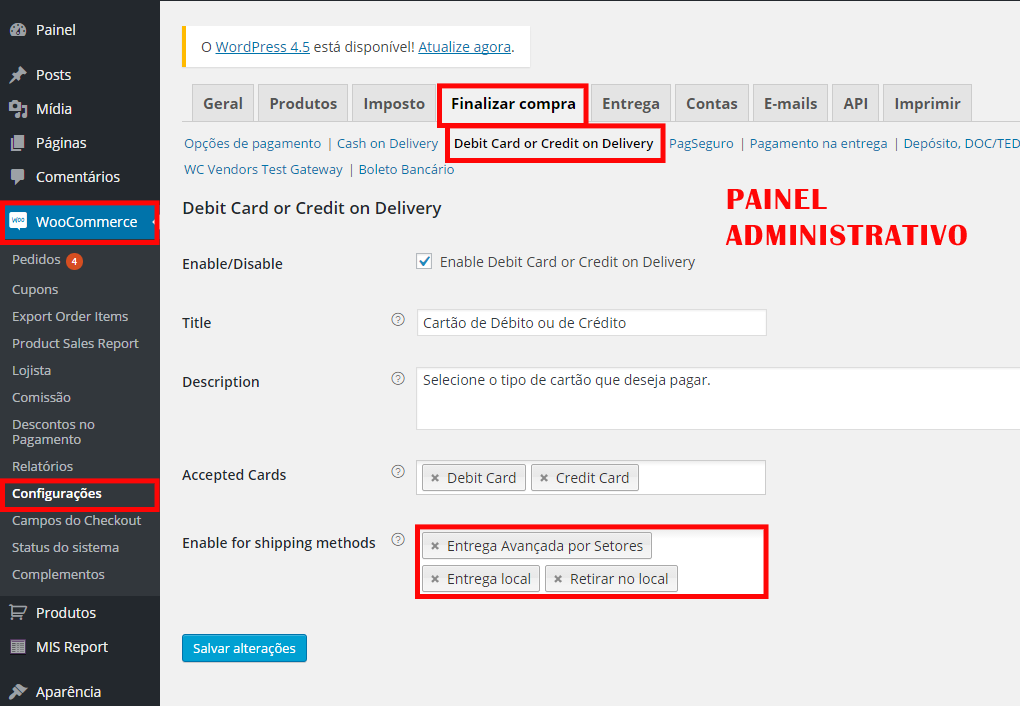 Painel
Posts
Mídia
Páginas
Comentários
woo WooCommerce
Pedidos 4
Cupons
Export Order Items
Product Sales Report
Lojista
Comissão
Descontos no
Pagamento
Relatórios
Configurações
Campos do Checkout
Status do sistema
Complementos
Produtos
MIS Report
Aparência
O WordPress 4.5 está disponível! Atualize agora.
Geral Produtos Imposto Finalizar compra Entrega Contas E-mails API Imprimir
Opções de pagamento | Cash on Delivery Debit Card or Credit on Delivery PagSeguro | Pagamento na entrega | Depósito, DOC/TED
WC Vendors Test Gateway | Boleto Bancário
Debit Card or Credit on Delivery
PAINEL
ADMINISTRATIVO
Enable/Disable Enable Debit Card or Credit on Delivery
Title ? Cartão de Débito ou de Crédito
Description ? Selecione o tipo de cartão que deseja pagar.
Accepted Cards ? × Debit Card × Credit Card
Enable for shipping methods ? × Entrega Avançada por Setores
× Entrega local × Retirar no local
Salvar alterações